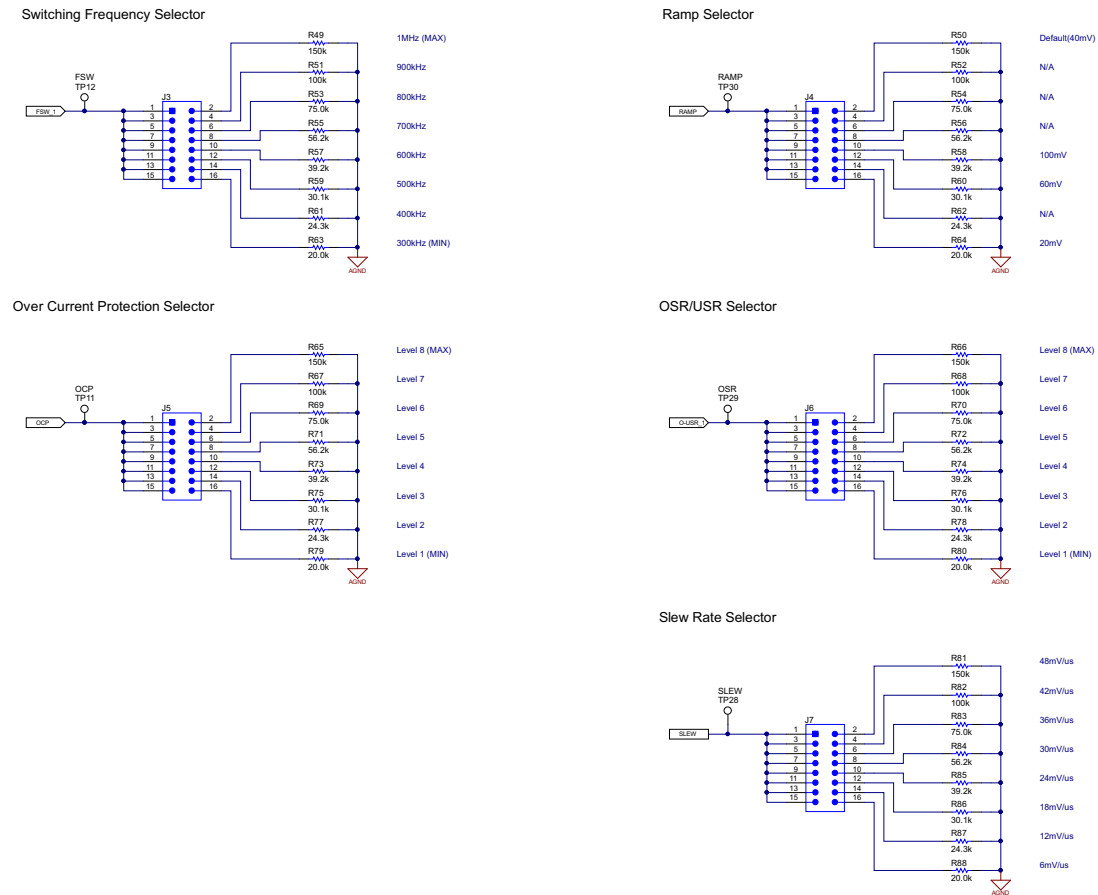 Switching Frequency Selector
FSW
TP12
FSW_1
J3
1 2
3 4
5 6
7 8
9 10
11 12
13 14
15 16
R49
150k
1MHz (MAX)
R51
100k
900kHz
R53
75.0k
800kHz
R55
56.2k
700kHz
R57
39.2k
600kHz
R59
30.1k
500kHz
R61
24.3k
400kHz
R63
20.0k
300kHz (MIN)
AGND
Ramp Selector
RAMP
TP30
RAMP
J4
1 2
3 4
5 6
7 8
9 10
11 12
13 14
15 16
R50
150k
Default(40mV)
R52
100k
N/A
R54
75.0k
N/A
R56
56.2k
N/A
R58
39.2k
100mV
R60
30.1k
60mV
R62
24.3k
N/A
R64
20.0k
20mV
AGND
Over Current Protection Selector
OCP
TP11
OCP
J5
1 2
3 4
5 6
7 8
9 10
11 12
13 14
15 16
R65
150k
Level 8 (MAX)
R67
100k
Level 7
R69
75.0k
Level 6
R71
56.2k
Level 5
R73
39.2k
Level 4
R75
30.1k
Level 3
R77
24.3k
Level 2
R79
20.0k
Level 1 (MIN)
AGND
OSR/USR Selector
OSR
TP29
O-USR_1
J6
1 2
3 4
5 6
7 8
9 10
11 12
13 14
15 16
R66
150k
Level 8 (MAX)
R68
100k
Level 7
R70
75.0k
Level 6
R72
56.2k
Level 5
R74
39.2k
Level 4
R76
30.1k
Level 3
R78
24.3k
Level 2
R80
20.0k
Level 1 (MIN)
AGND
Slew Rate Selector
SLEW
TP28
SLEW
J7
1 2
3 4
5 6
7 8
9 10
11 12
13 14
15 16
R81
150k
48mV/us
R82
100k
42mV/us
R83
75.0k
36mV/us
R84
56.2k
30mV/us
R85
39.2k
24mV/us
R86
30.1k
18mV/us
R87
24.3k
12mV/us
R88
20.0k
6mV/us
AGND